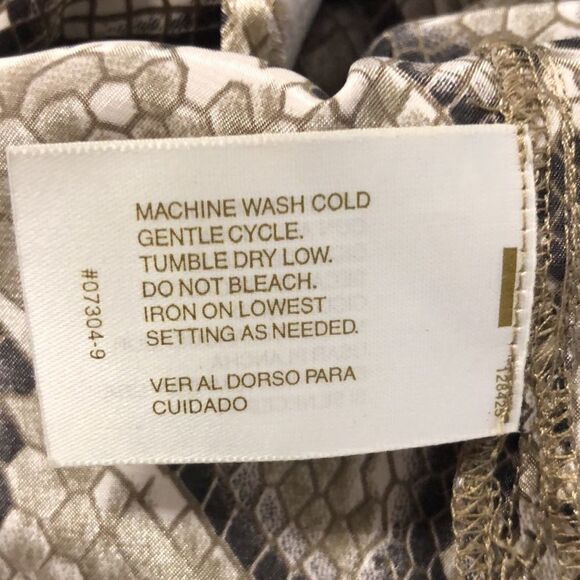 MACHINE WASH COLD
GENTLE CYCLE.
TUMBLE DRY LOW.
DO NOT BLEACH.
IRON ON LOWEST
SETTING AS NEEDED.
VER AL DORSO PARA
CUIDADO
#07304-9